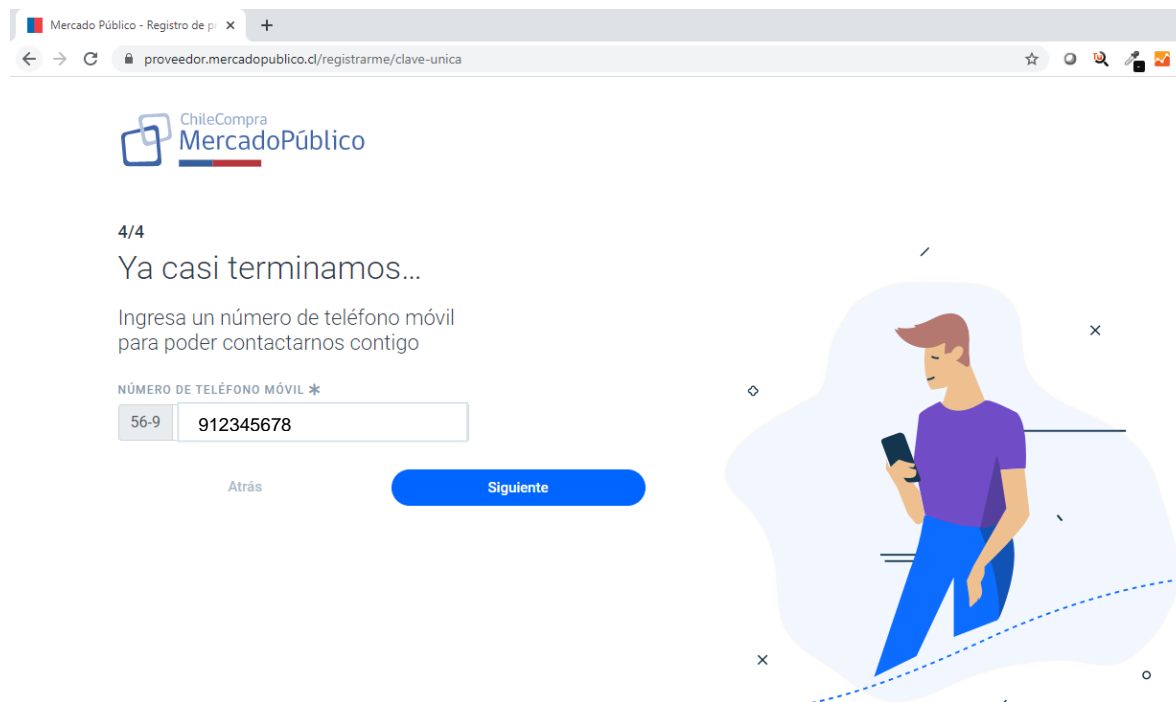 Mercado Público - Registro de p
proveedor.mercadopublico.cl/registrarme/clave-unica
ChileCompra
MercadoPúblico
4/4
Ya casi terminamos...
Ingresa un número de teléfono móvil
para poder contactarnos contigo
NÚMERO DE TELÉFONO MÓVIL *
56-9 912345678
Atrás Siguiente